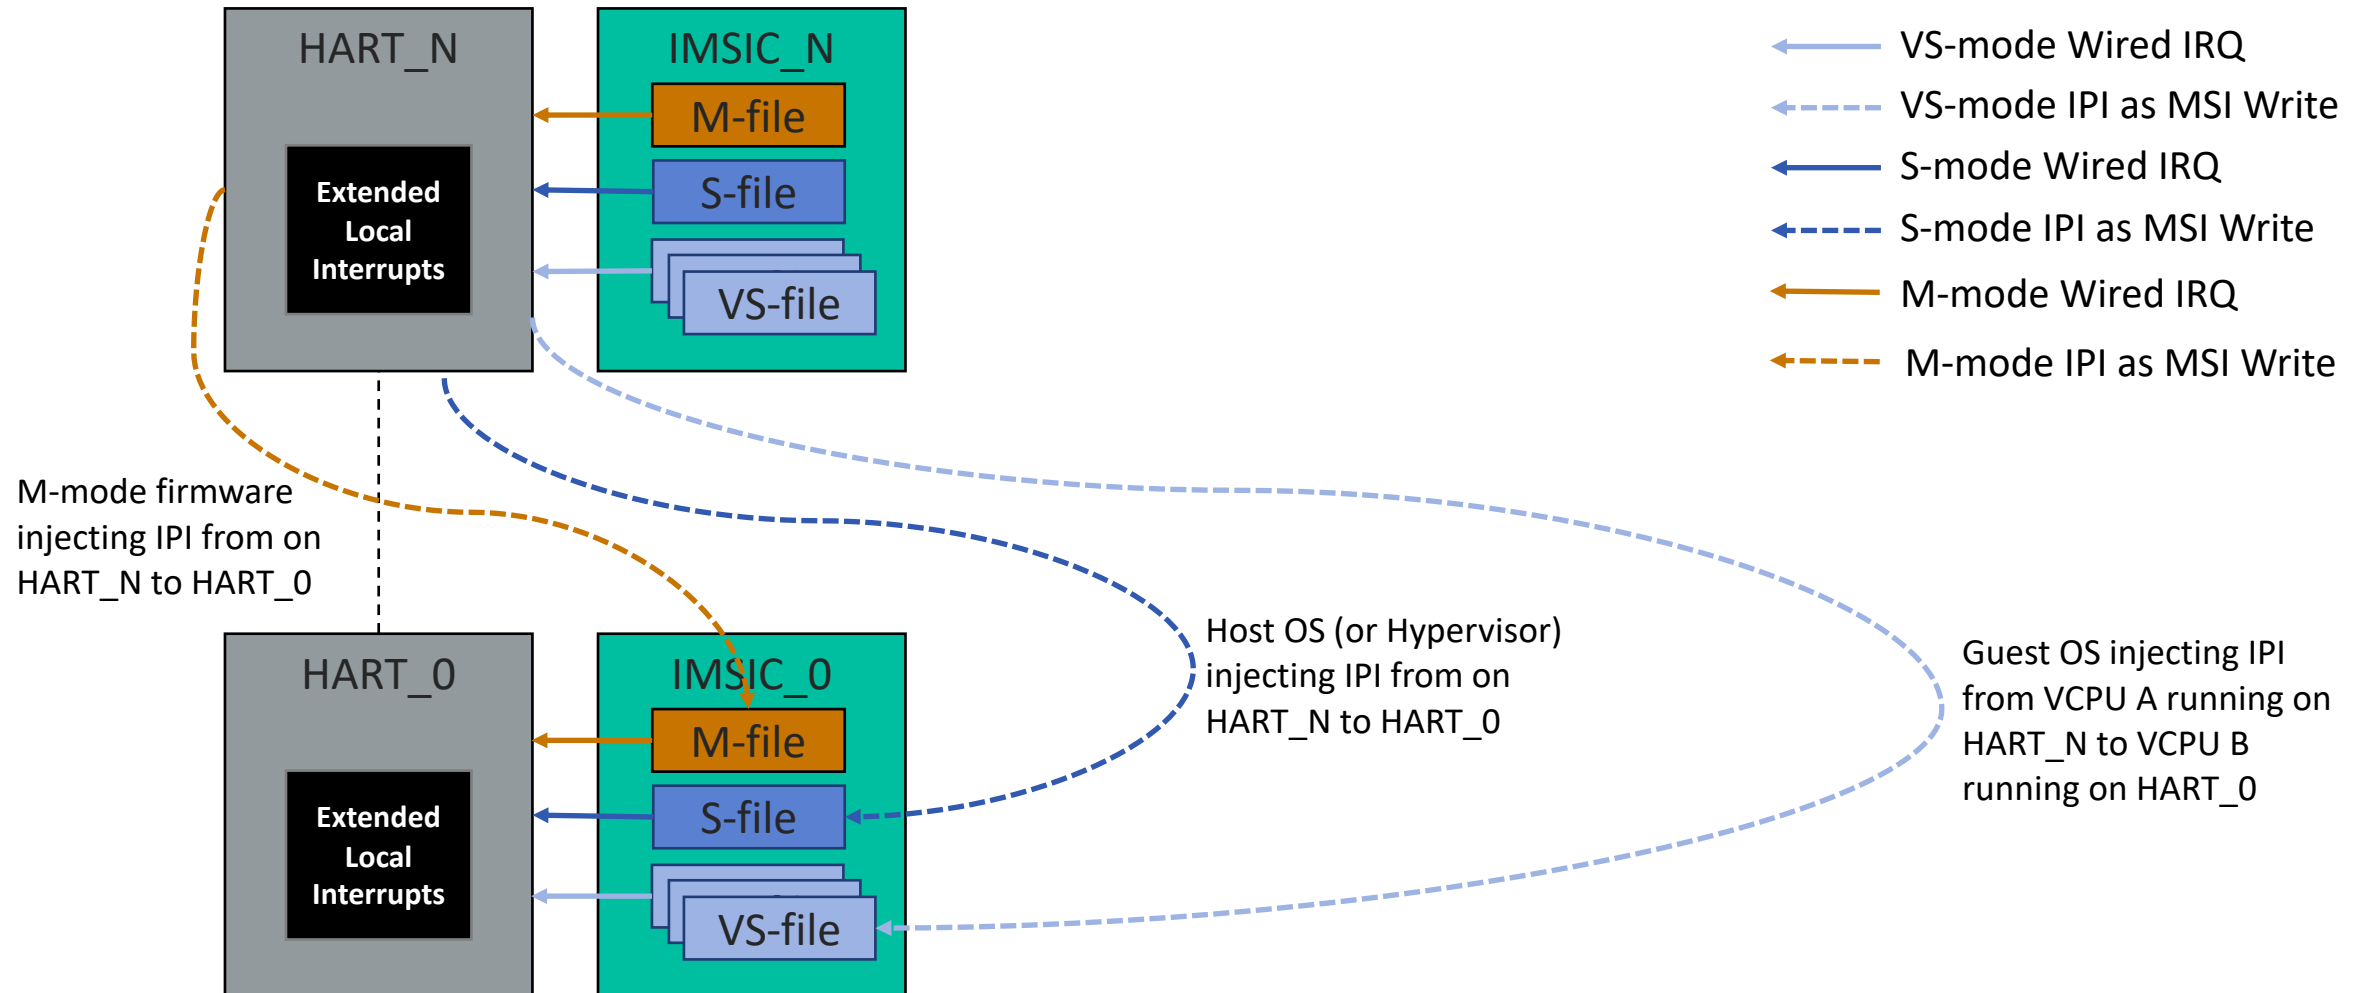 HART_N
IMSIC_N
M-file
S-file
VS-file
Extended
Local
Interrupts
VS-mode Wired IRQ
VS-mode IPI as MSI Write
S-mode Wired IRQ
S-mode IPI as MSI Write
M-mode Wired IRQ
M-mode IPI as MSI Write
M-mode firmware
injecting IPI from on
HART_N to HART_0
Host OS (or Hypervisor)
injecting IPI from on
HART_N to HART_0
Guest OS injecting IPI
from VCPU A running on
HART_N to VCPU B
running on HART_0
HART_0
IMSIC_0
M-file
S-file
VS-file
Extended
Local
Interrupts